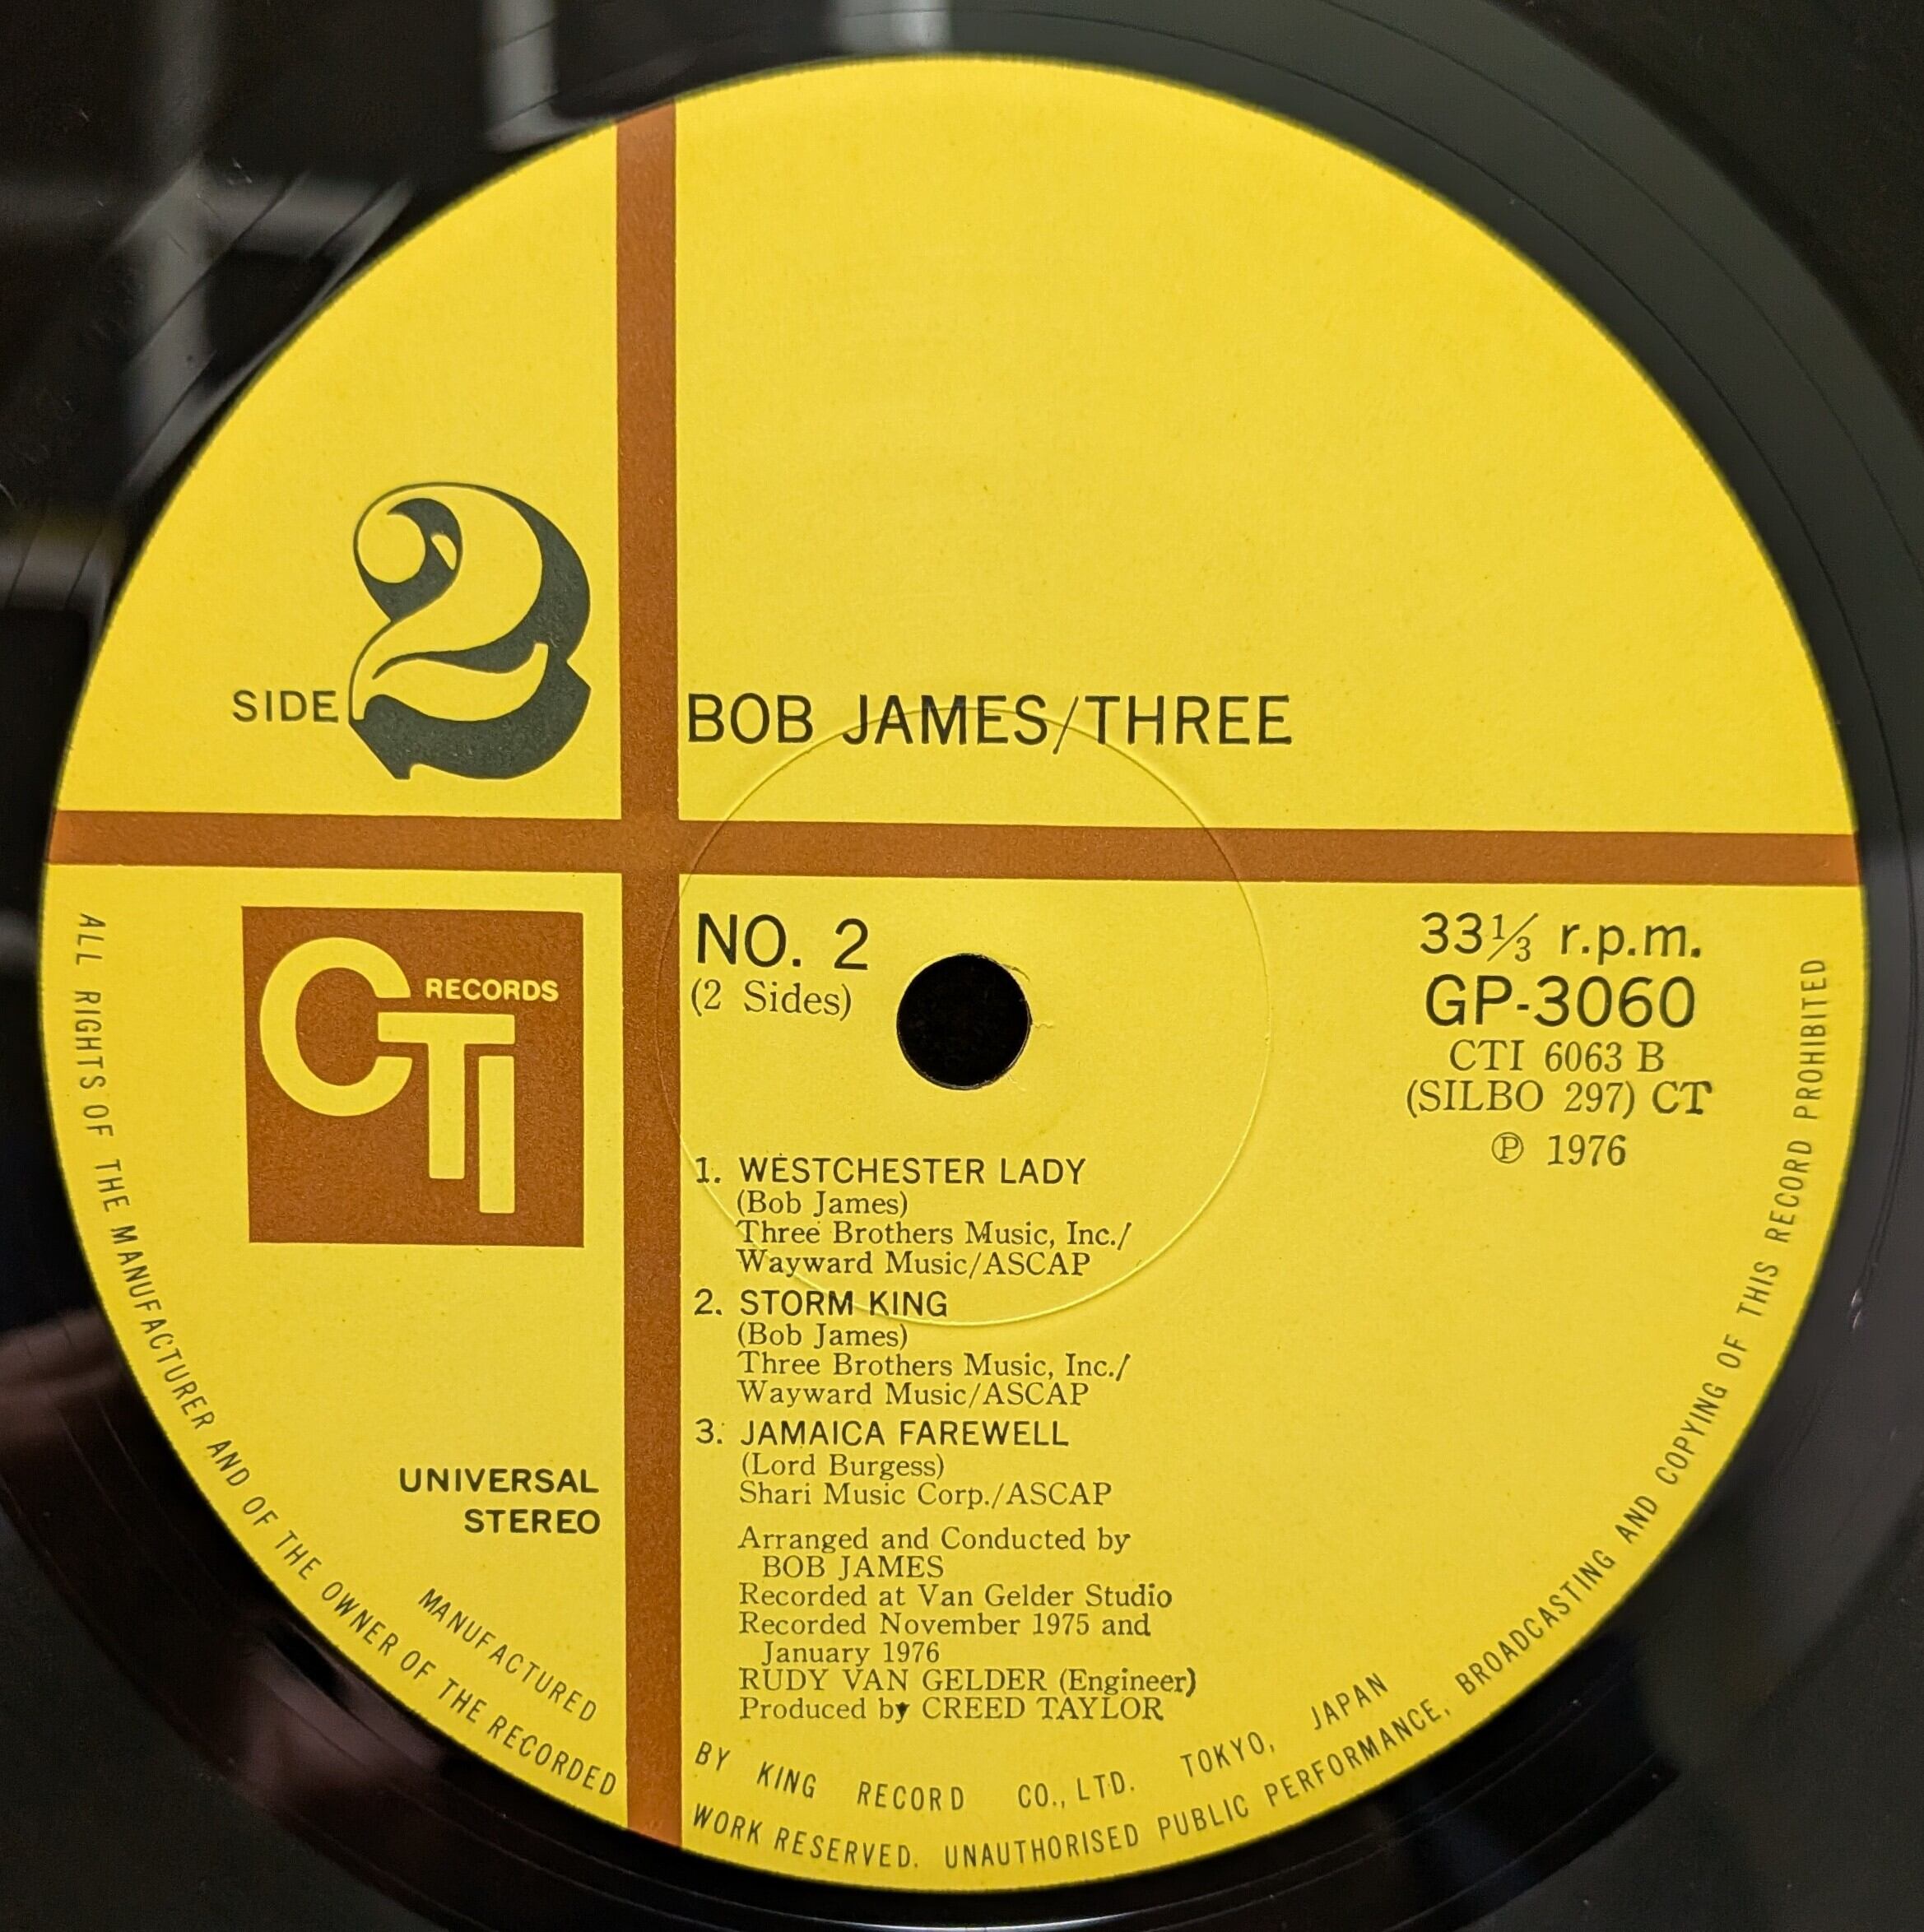 SIDE 2
BOB JAMES/THREE
CTI RECORDS
NO. 2
(2 Sides)
33⅓ r.p.m.
GP-3060
CTI 6063 B
(SILBO 297) CT
Ⓟ 1976
1. WESTCHESTER LADY
(Bob James)
Three Brothers Music, Inc./
Wayward Music/ASCAP
2. STORM KING
(Bob James)
Three Brothers Music, Inc./
Wayward Music/ASCAP
3. JAMAICA FAREWELL
(Lord Burgess)
Shari Music Corp./ASCAP
Arranged and Conducted by
BOB JAMES
Recorded at Van Gelder Studio
Recorded November 1975 and
January 1976
RUDY VAN GELDER (Engineer)
Produced by CREED TAYLOR
UNIVERSAL
STEREO
MANUFACTURED BY KING RECORD CO., LTD. TOKYO, JAPAN
ALL RIGHTS OF THE MANUFACTURER AND OF THE OWNER OF THE RECORDED WORK RESERVED. UNAUTHORISED PUBLIC PERFORMANCE, BROADCASTING AND COPYING OF THIS RECORD PROHIBITED